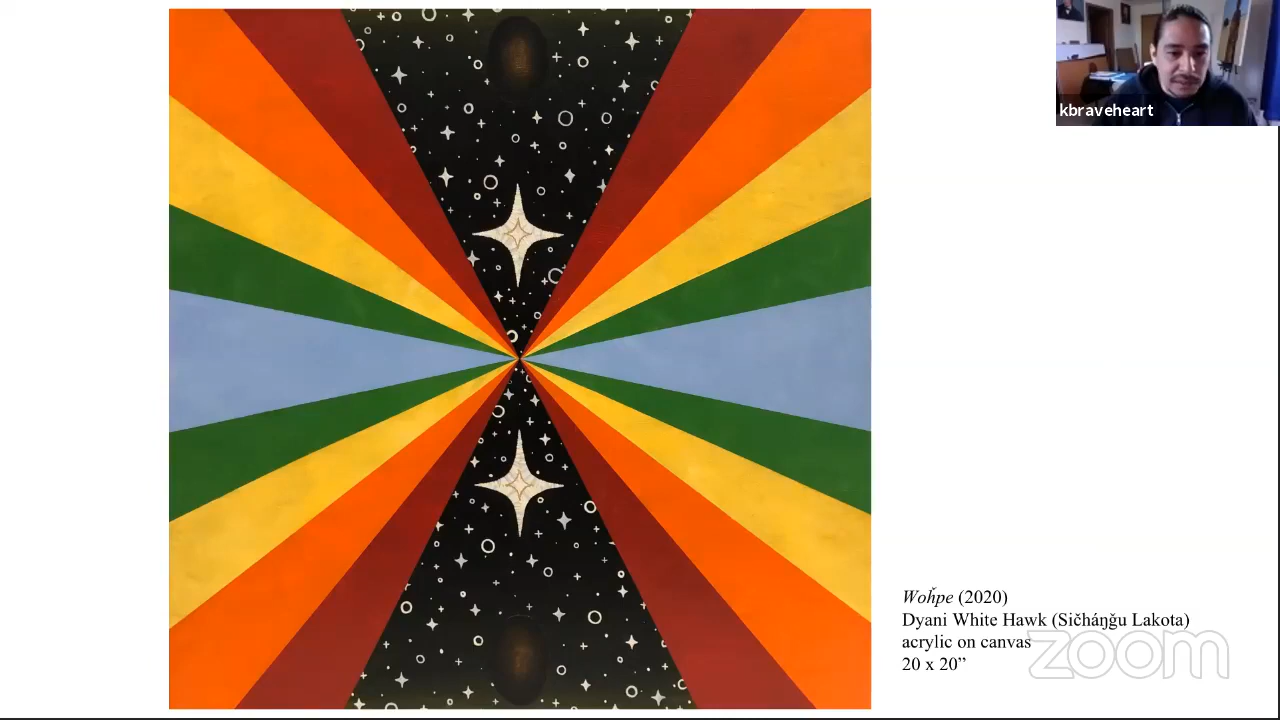 kbraveheart
Woȟpe (2020)
Dyani White Hawk (Sičháŋǧu Lakota)
acrylic on canvas
20 x 20”
zoom